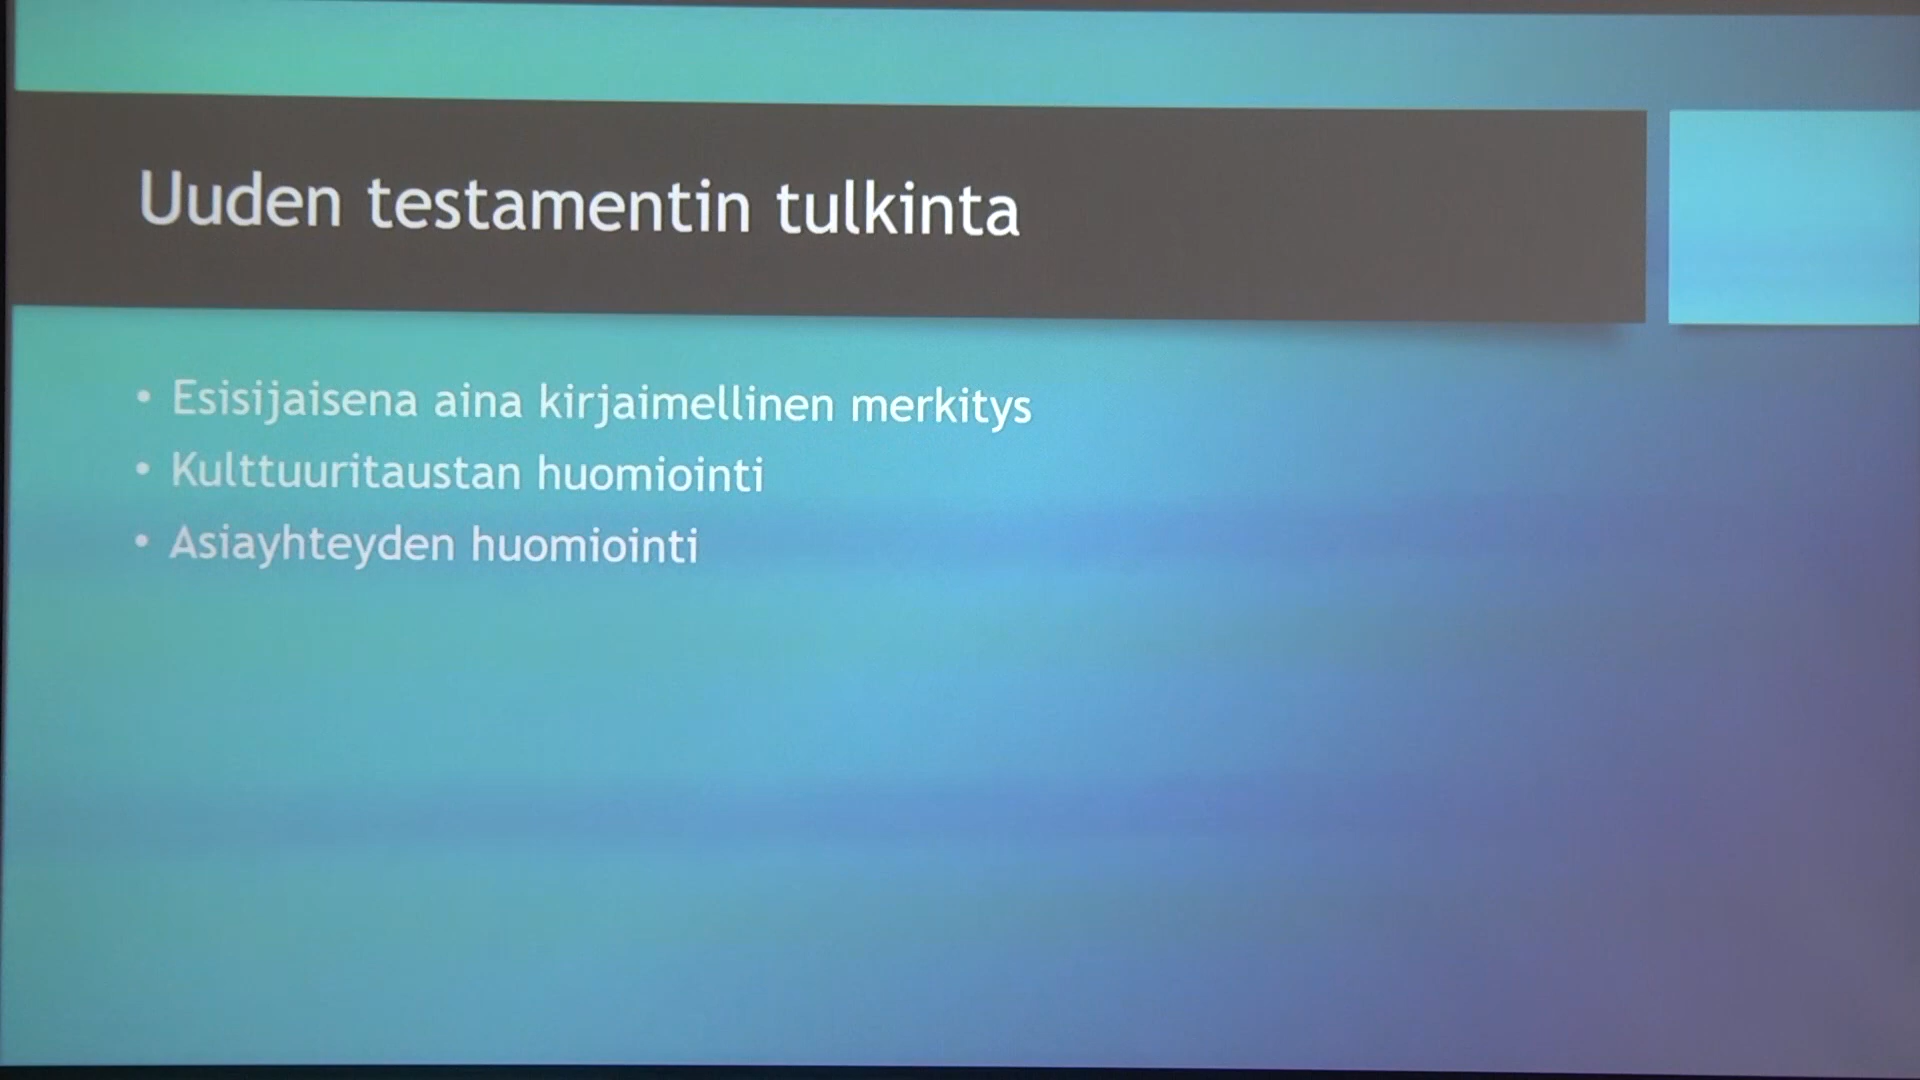 Uuden testamentin tulkinta
• Esisijaisena aina kirjaimellinen merkitys
• Kulttuuritaustan huomiointi
• Asiayhteyden huomiointi